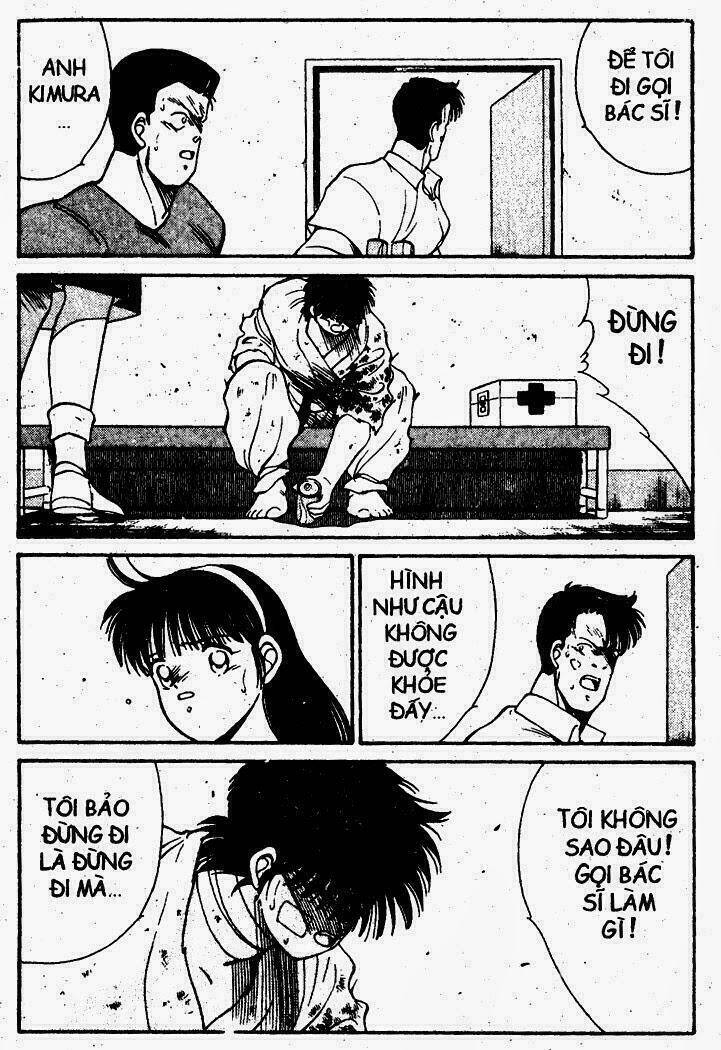 ĐỂ TÔI
ĐI GỌI
BÁC SĨ!
ANH
KIMURA
...
ĐỪNG
ĐI!
HÌNH
NHƯ CẬU
KHÔNG
ĐƯỢC
KHỎE
ĐẤY...
TÔI KHÔNG
SAO ĐÂU!
GỌI BÁC
SĨ LÀM
GÌ!
TÔI BẢO
ĐỪNG ĐI
LÀ ĐỪNG
ĐI MÀ...